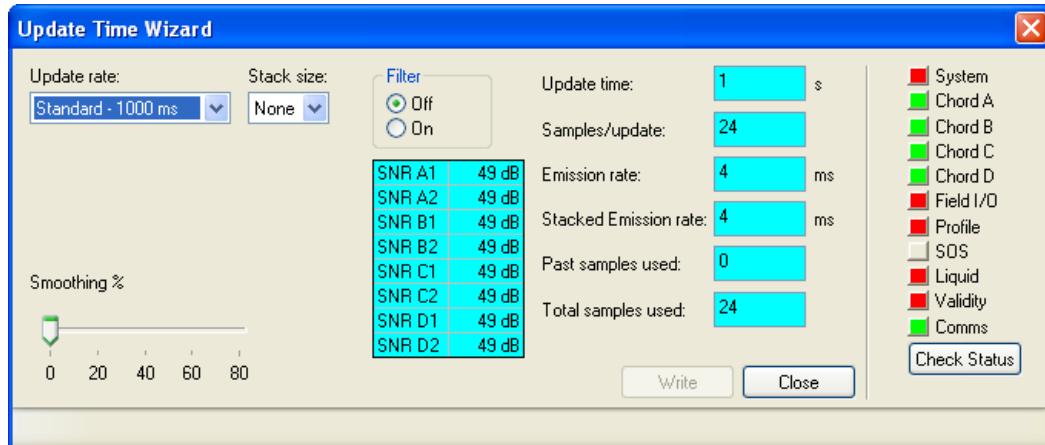 Update Time Wizard
Update rate:
Standard - 1000 ms
Stack size:
None
Filter
Off
On
SNR A1 49 dB
SNR A2 49 dB
SNR B1 49 dB
SNR B2 49 dB
SNR C1 49 dB
SNR C2 49 dB
SNR D1 49 dB
SNR D2 49 dB
Smoothing %
0 20 40 60 80
Update time: 1 s
Samples/update: 24
Emission rate: 4 ms
Stacked Emission rate: 4 ms
Past samples used: 0
Total samples used: 24
Write
Close
System
Chord A
Chord B
Chord C
Chord D
Field I/O
Profile
SOS
Liquid
Validity
Comms
Check Status